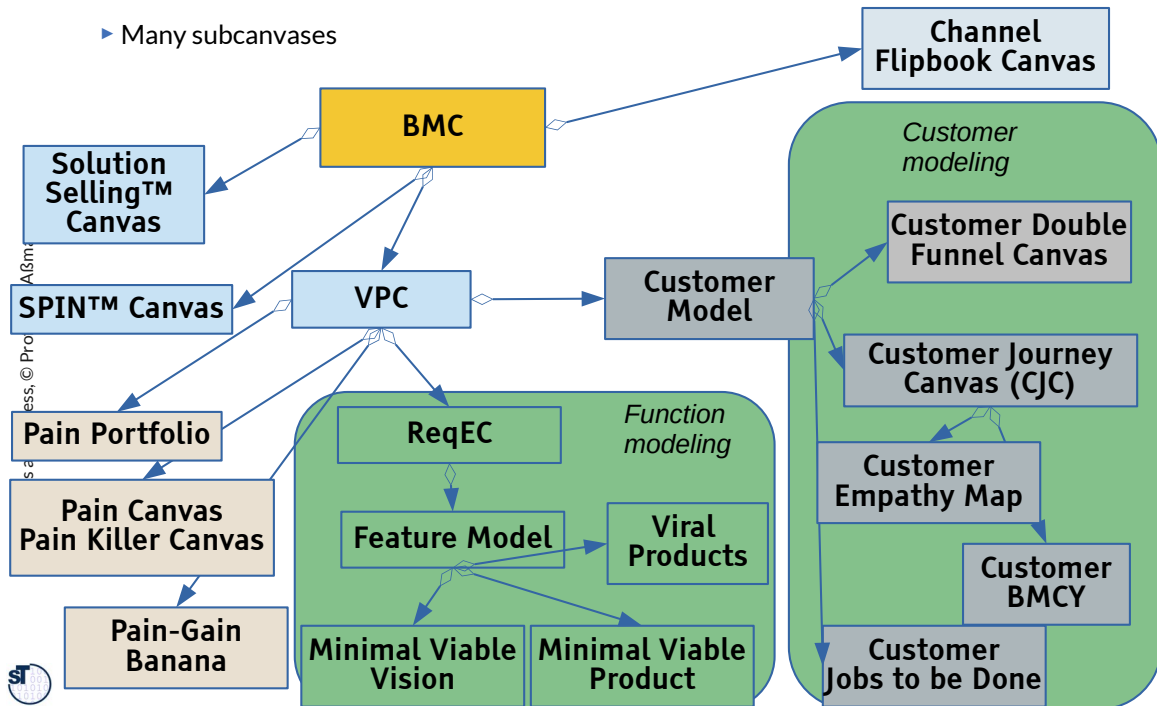 ▸ Many subcanvases
Channel
Flipbook Canvas
BMC
Customer
modeling
Solution
Selling™
Canvas
Customer Double
Funnel Canvas
SPIN™ Canvas
VPC
Customer
Model
Customer Journey
Canvas (CJC)
Pain Portfolio
ReqEC
Function
modeling
Customer
Empathy Map
Pain Canvas
Pain Killer Canvas
Feature Model
Viral
Products
Customer
BMCY
Pain-Gain
Banana
Minimal Viable
Vision
Minimal Viable
Product
Customer
Jobs to be Done
ST